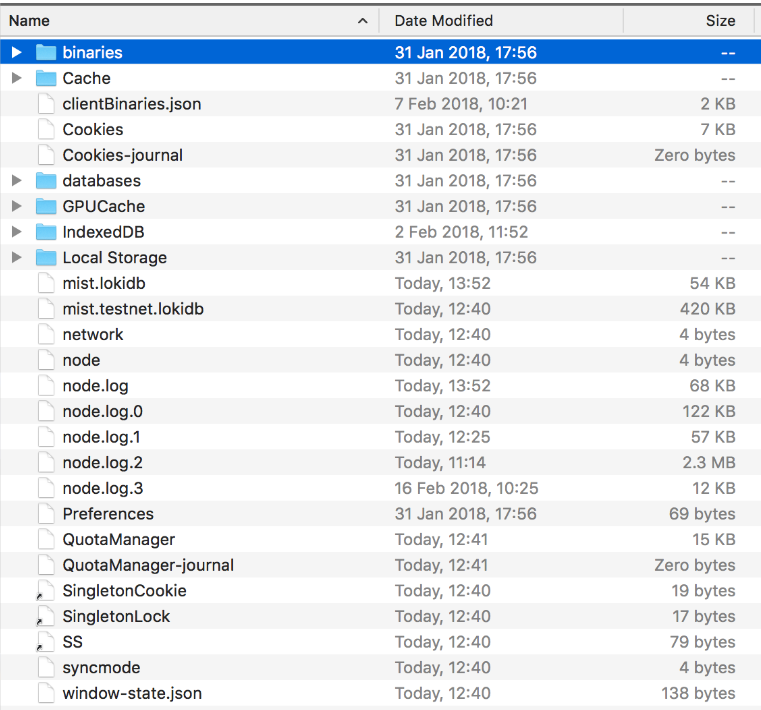 Name Date Modified Size
binaries 31 Jan 2018, 17:56 --
Cache 31 Jan 2018, 17:56 --
clientBinaries.json 7 Feb 2018, 10:21 2 KB
Cookies 31 Jan 2018, 17:56 7 KB
Cookies-journal 31 Jan 2018, 17:56 Zero bytes
databases 31 Jan 2018, 17:56 --
GPUCache 31 Jan 2018, 17:56 --
IndexedDB 2 Feb 2018, 11:52 --
Local Storage 31 Jan 2018, 17:56 --
mist.lokidb Today, 13:52 54 KB
mist.testnet.lokidb Today, 12:40 420 KB
network Today, 12:40 4 bytes
node Today, 12:40 4 bytes
node.log Today, 13:52 68 KB
node.log.0 Today, 12:40 122 KB
node.log.1 Today, 12:25 57 KB
node.log.2 Today, 11:14 2.3 MB
node.log.3 16 Feb 2018, 10:25 12 KB
Preferences 31 Jan 2018, 17:56 69 bytes
QuotaManager Today, 12:41 15 KB
QuotaManager-journal Today, 12:41 Zero bytes
SingletonCookie Today, 12:40 19 bytes
SingletonLock Today, 12:40 17 bytes
SS Today, 12:40 79 bytes
syncmode Today, 12:40 4 bytes
window-state.json Today, 12:40 138 bytes